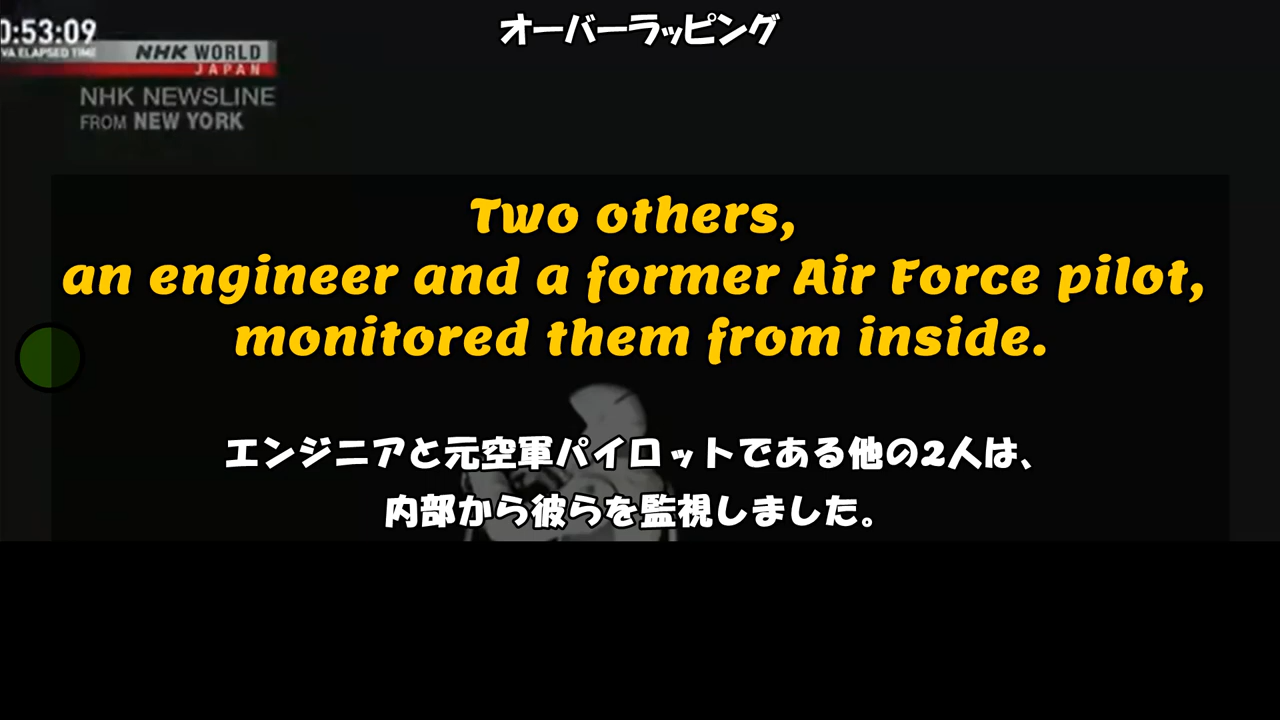 オーバーラッピング
0:53:09
VA ELAPSED TIME
NHK WORLD
JAPAN
NHK NEWSLINE
FROM NEW YORK
Two others,
an engineer and a former Air Force pilot,
monitored them from inside.
エンジニアと元空軍パイロットである他の2人は、
内部から彼らを監視しました。